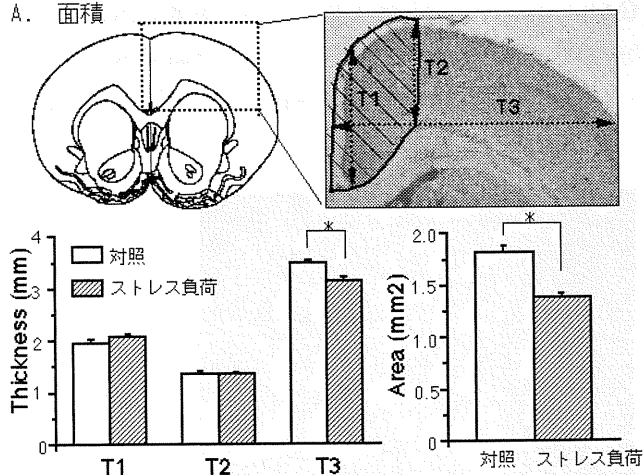 A. 面積
T1
T2
T3
Thickness (mm)
4
3
2
1
0
対照
ストレス負荷
*
T1
T2
T3
Area (mm2)
2.0
1.5
1.0
0.5
0
*
対照
ストレス負荷